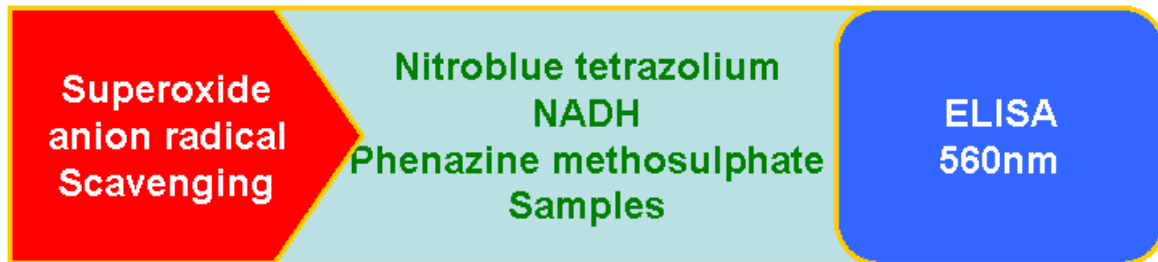 Superoxide
anion radical
Scavenging
Nitroblue tetrazolium
NADH
Phenazine methosulphate
Samples
ELISA
560nm